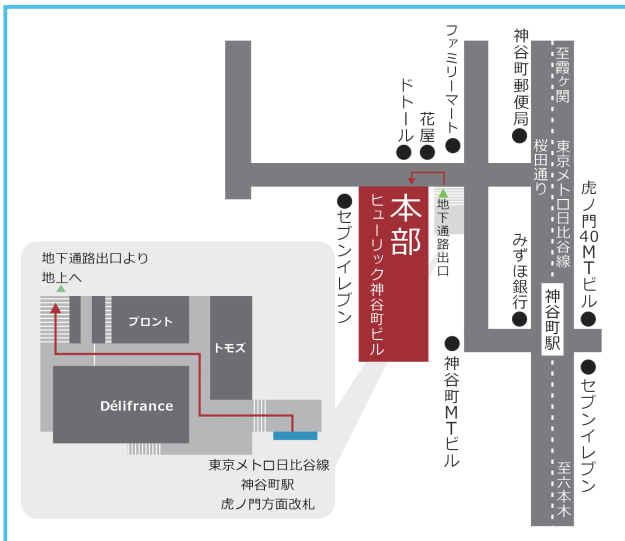 ファミリーマート
神谷町郵便局
至霞ヶ関
ドトール
花屋
桜田通り
東京メトロ日比谷線
虎ノ門40MTビル
セブンイレブン
本部
ヒューリック神谷町ビル
地下通路出口
みずほ銀行
神谷町駅
神谷町MTビル
セブンイレブン
至六本木
地下通路出口より
地上へ
プロント
トモズ
Délifrance
東京メトロ日比谷線
神谷町駅
虎ノ門方面改札